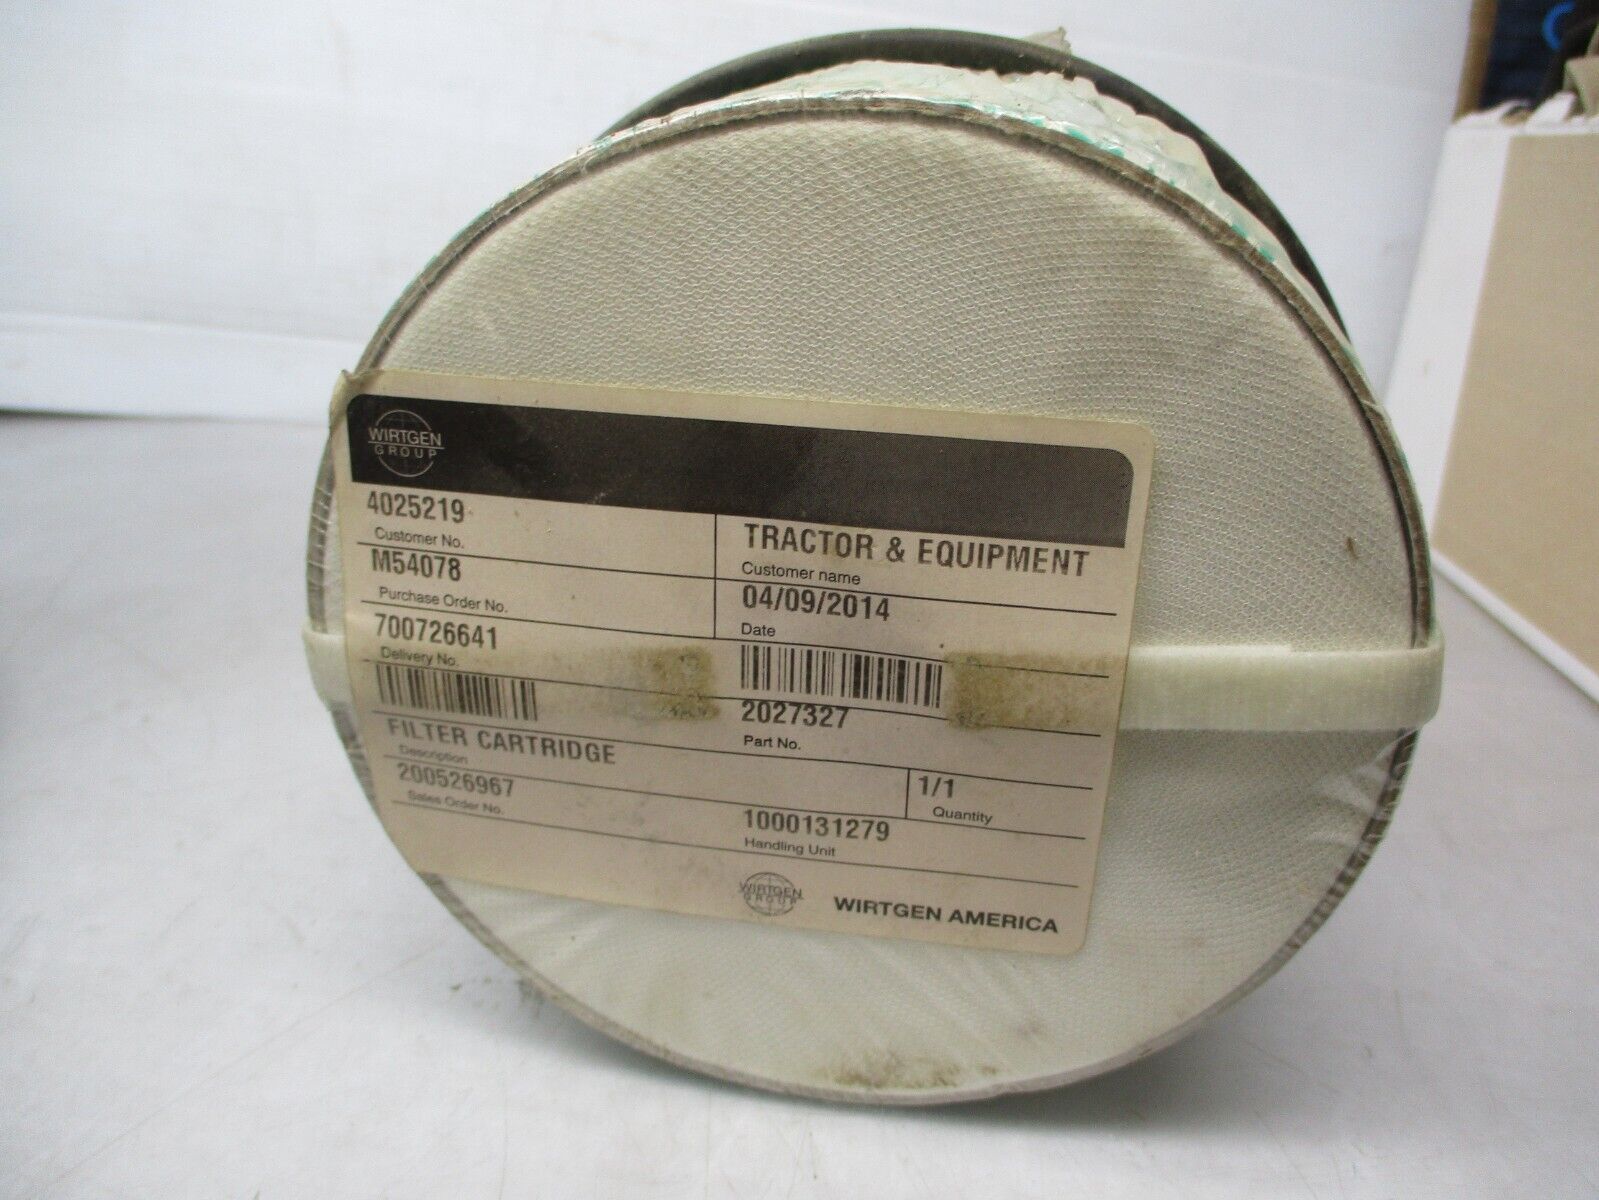 WIRTGEN
GROUP
4025219
Customer No.
TRACTOR & EQUIPMENT
Customer name
M54078
Purchase Order No.
04/09/2014
Date
700726641
Delivery No.
2027327
Part No.
FILTER CARTRIDGE
Description
1/1
Quantity
200526967
Sales Order No.
1000131279
Handling Unit
WIRTGEN
GROUP
WIRTGEN AMERICA